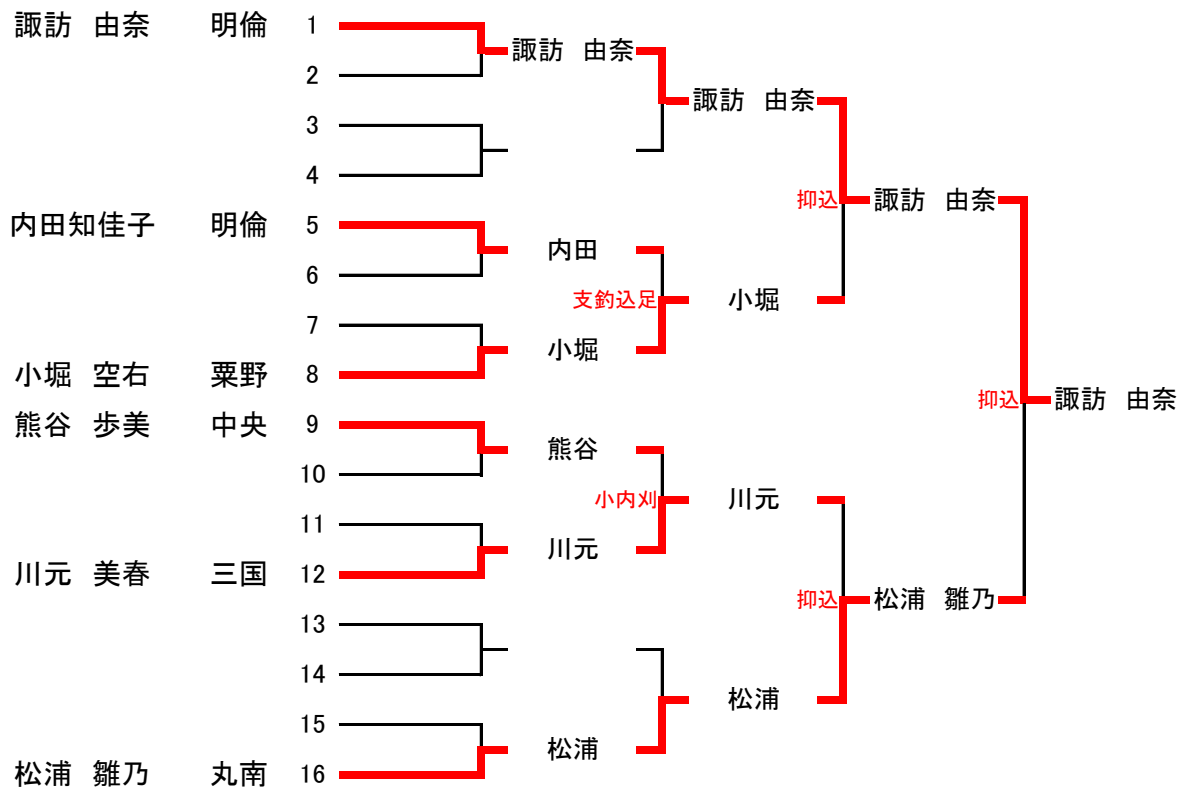 諏訪 由奈 明倫 1
2
3
4
内田知佳子 明倫 5
6
7
小堀 空右 粟野 8
熊谷 歩美 中央 9
10
11
川元 美春 三国 12
13
14
15
松浦 雛乃 丸南 16
諏訪 由奈
内田
小堀
熊谷
川元
松浦
諏訪 由奈
支釣込足
小堀
小内刈
川元
松浦
抑込
諏訪 由奈
抑込
松浦 雛乃
抑込
諏訪 由奈